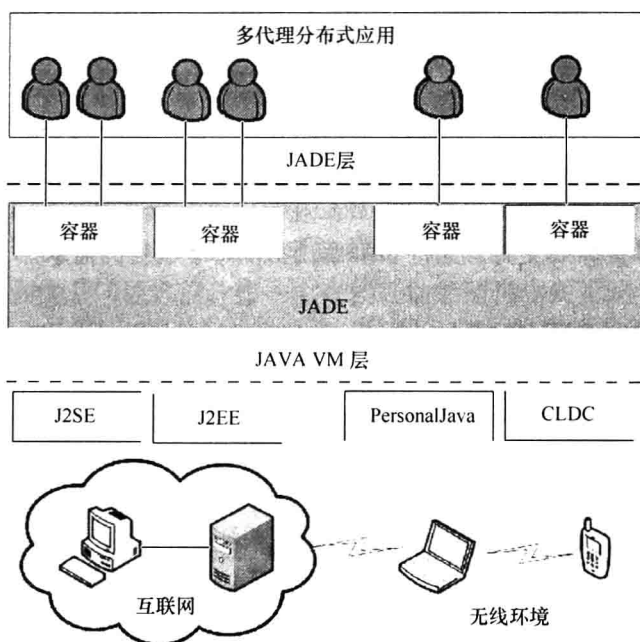 多代理分布式应用
JADE层
容器 容器 容器 容器
JADE
JAVA VM 层
J2SE J2EE PersonalJava CLDC
互联网
无线环境